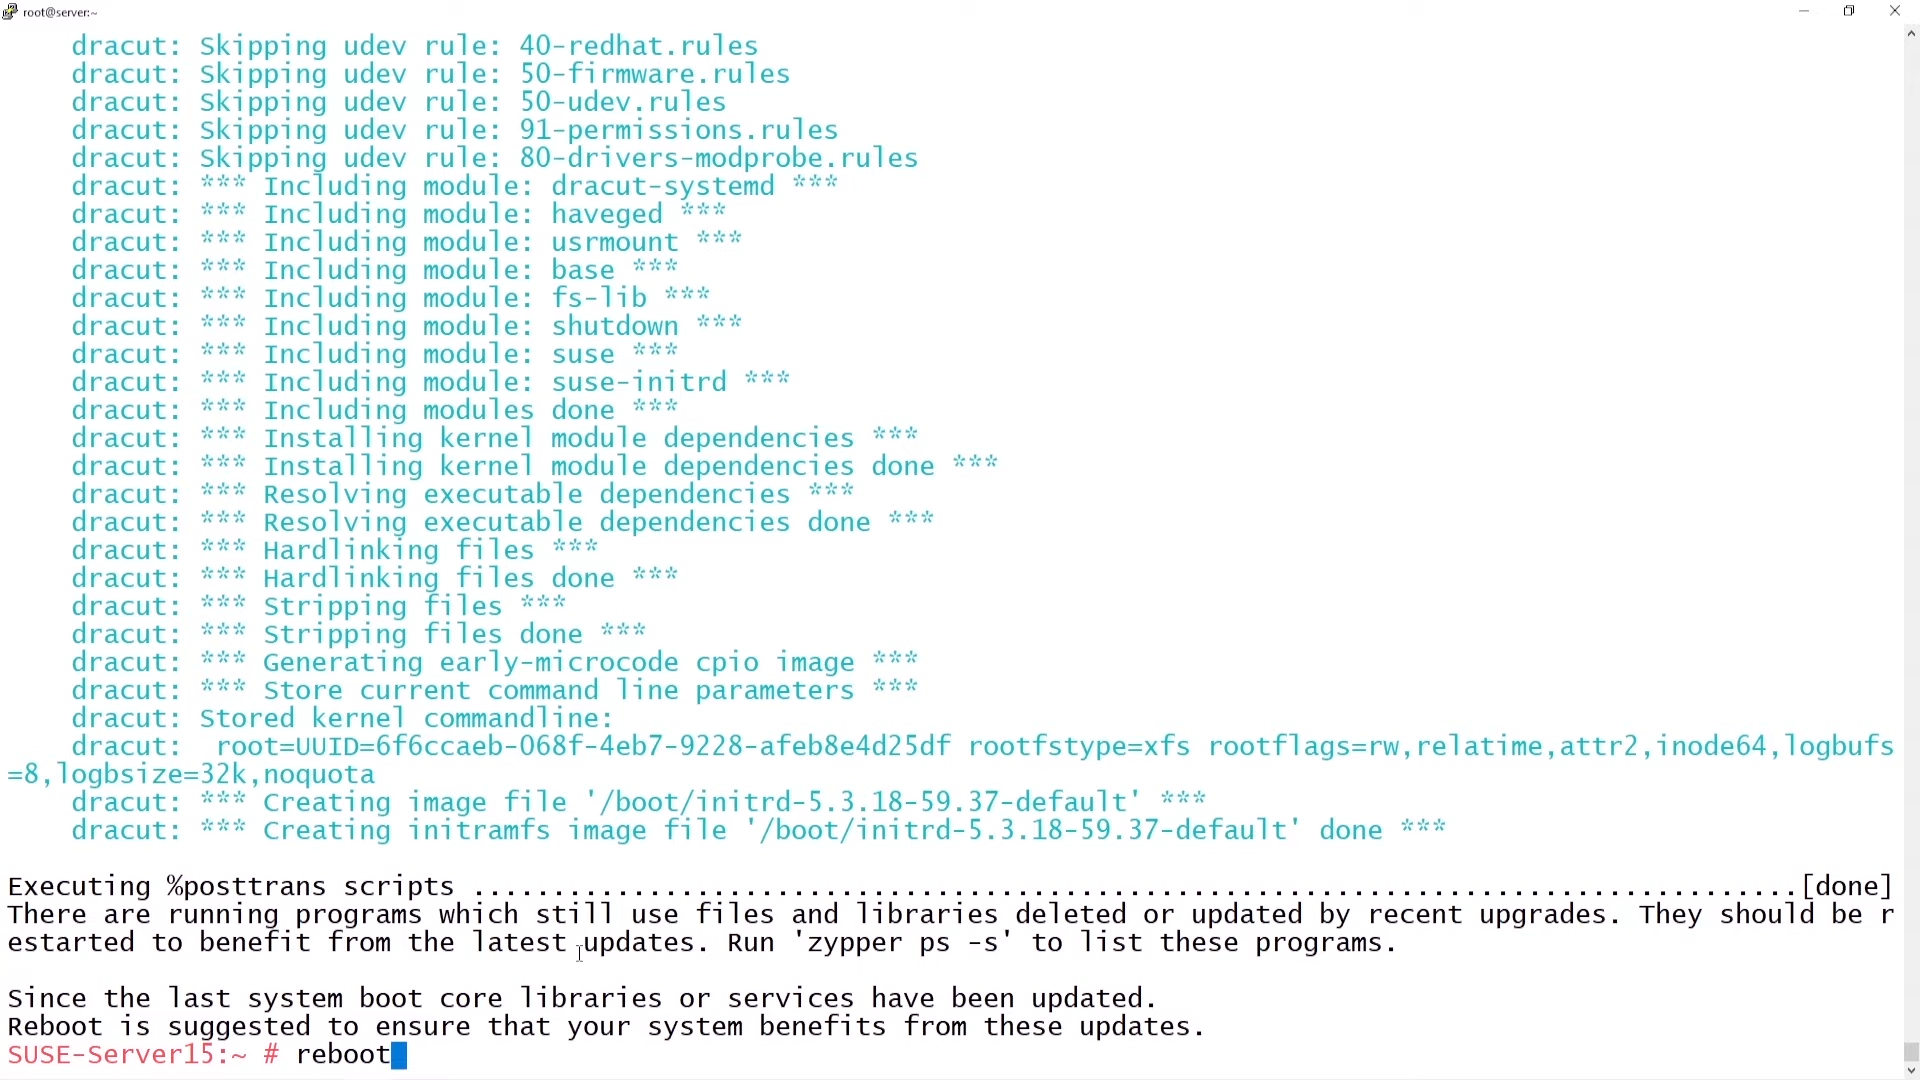 root@server:~
dracut: Skipping udev rule: 40-redhat.rules
dracut: Skipping udev rule: 50-firmware.rules
dracut: Skipping udev rule: 50-udev.rules
dracut: Skipping udev rule: 91-permissions.rules
dracut: Skipping udev rule: 80-drivers-modprobe.rules
dracut: *** Including module: dracut-systemd ***
dracut: *** Including module: haveged ***
dracut: *** Including module: usrmount ***
dracut: *** Including module: base ***
dracut: *** Including module: fs-lib ***
dracut: *** Including module: shutdown ***
dracut: *** Including module: suse ***
dracut: *** Including module: suse-initrd ***
dracut: *** Including modules done ***
dracut: *** Installing kernel module dependencies ***
dracut: *** Installing kernel module dependencies done ***
dracut: *** Resolving executable dependencies ***
dracut: *** Resolving executable dependencies done ***
dracut: *** Hardlinking files ***
dracut: *** Hardlinking files done ***
dracut: *** Stripping files ***
dracut: *** Stripping files done ***
dracut: *** Generating early-microcode cpio image ***
dracut: *** Store current command line parameters ***
dracut: Stored kernel commandline:
dracut:  root=UUID=6f6ccaeb-068f-4eb7-9228-afeb8e4d25df rootfstype=xfs rootflags=rw,relatime,attr2,inode64,logbufs
=8,logbsize=32k,noquota
dracut: *** Creating image file '/boot/initrd-5.3.18-59.37-default' ***
dracut: *** Creating initramfs image file '/boot/initrd-5.3.18-59.37-default' done ***
Executing %posttrans scripts ...................................................................................[done]
There are running programs which still use files and libraries deleted or updated by recent upgrades. They should be r
estarted to benefit from the latest updates. Run 'zypper ps -s' to list these programs.
Since the last system boot core libraries or services have been updated.
Reboot is suggested to ensure that your system benefits from these updates.
SUSE-Server15:~ # reboot